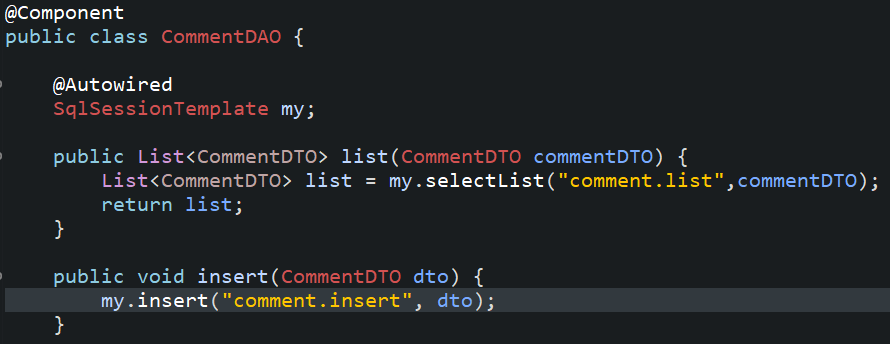 @Component
public class CommentDAO {
@Autowired
SqlSessionTemplate my;
public List<CommentDTO> list(CommentDTO commentDTO) {
List<CommentDTO> list = my.selectList("comment.list",commentDTO);
return list;
}
public void insert(CommentDTO dto) {
my.insert("comment.insert", dto);
}